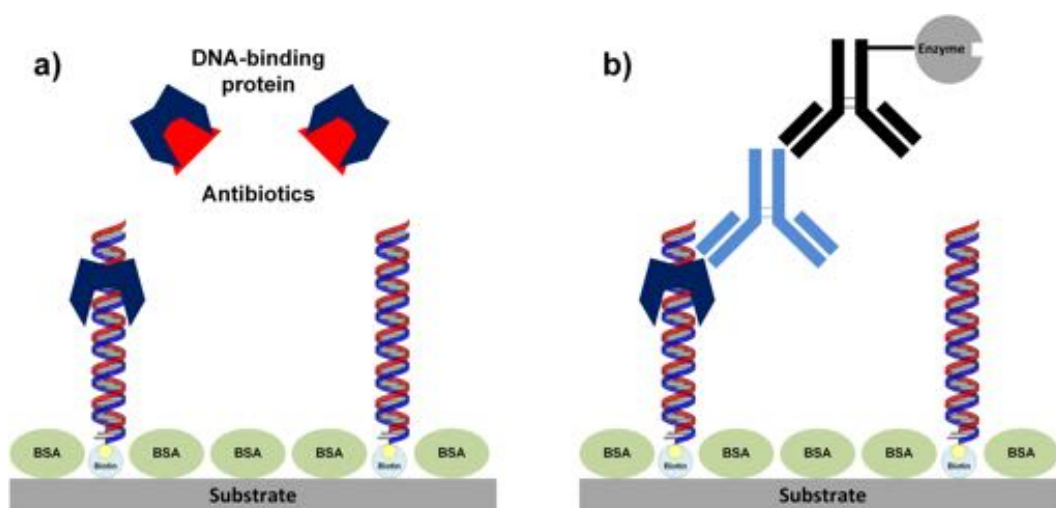 a)
DNA-binding
protein
Antibiotics
BSA
Biotin
BSA
BSA
BSA
Biotin
BSA
Substrate
b)
Enzyme
BSA
Biotin
BSA
BSA
BSA
Biotin
BSA
Substrate